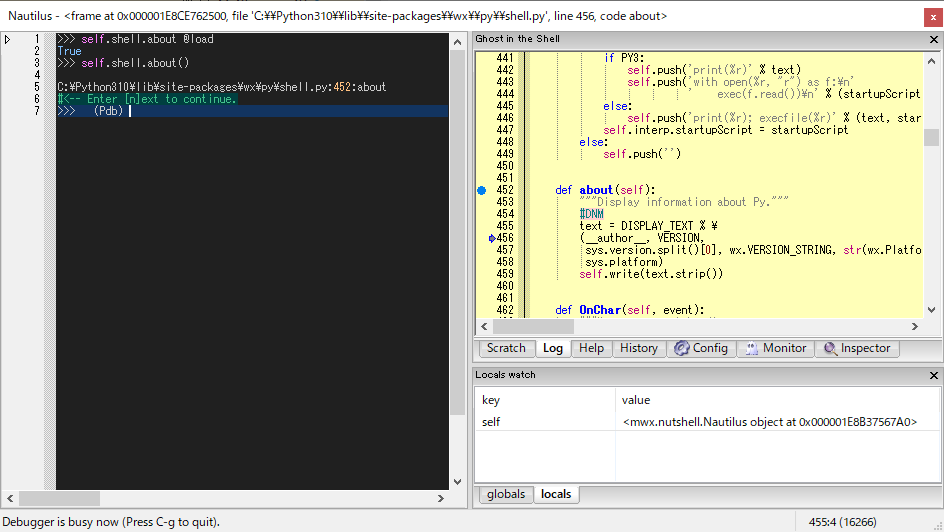 Nautilus - <frame at 0x000001E8CE762500, file 'C:¥¥Python310¥¥lib¥¥site-packages¥¥wx¥¥py¥¥shell.py', line 456, code about>
1 >>> self.shell.about @load
2 True
3 >>> self.shell.about()
4
5 C:¥Python310¥lib¥site-packages¥wx¥py¥shell.py:452:about
6 #<-- Enter [n]ext to continue.
7 >>> (Pdb)
Ghost in the Shell
441 if PY3:
442 self.push('print(%r)' % text)
443 self.push('with open(%r, "r") as f:¥n'
444 ' exec(f.read())¥n' % (startupScript
445 else:
446 self.push('print(%r); execfile(%r)' % (text, star
447 self.interp.startupScript = startupScript
448 else:
449 self.push('')
450
451
452 def about(self):
453 """Display information about Py."""
454 #DNM
455 text = DISPLAY_TEXT % ¥
456 (__author__, VERSION,
457 sys.version.split()[0], wx.VERSION_STRING, str(wx.Platfo
458 sys.platform)
459 self.write(text.strip())
460
461
462 def OnChar(self, event):
Scratch Log Help History Config Monitor Inspector
Locals watch
key value
self <mwx.nutshell.Nautilus object at 0x000001E8B37567A0>
globals locals
Debugger is busy now (Press C-g to quit). 455:4 (16266)